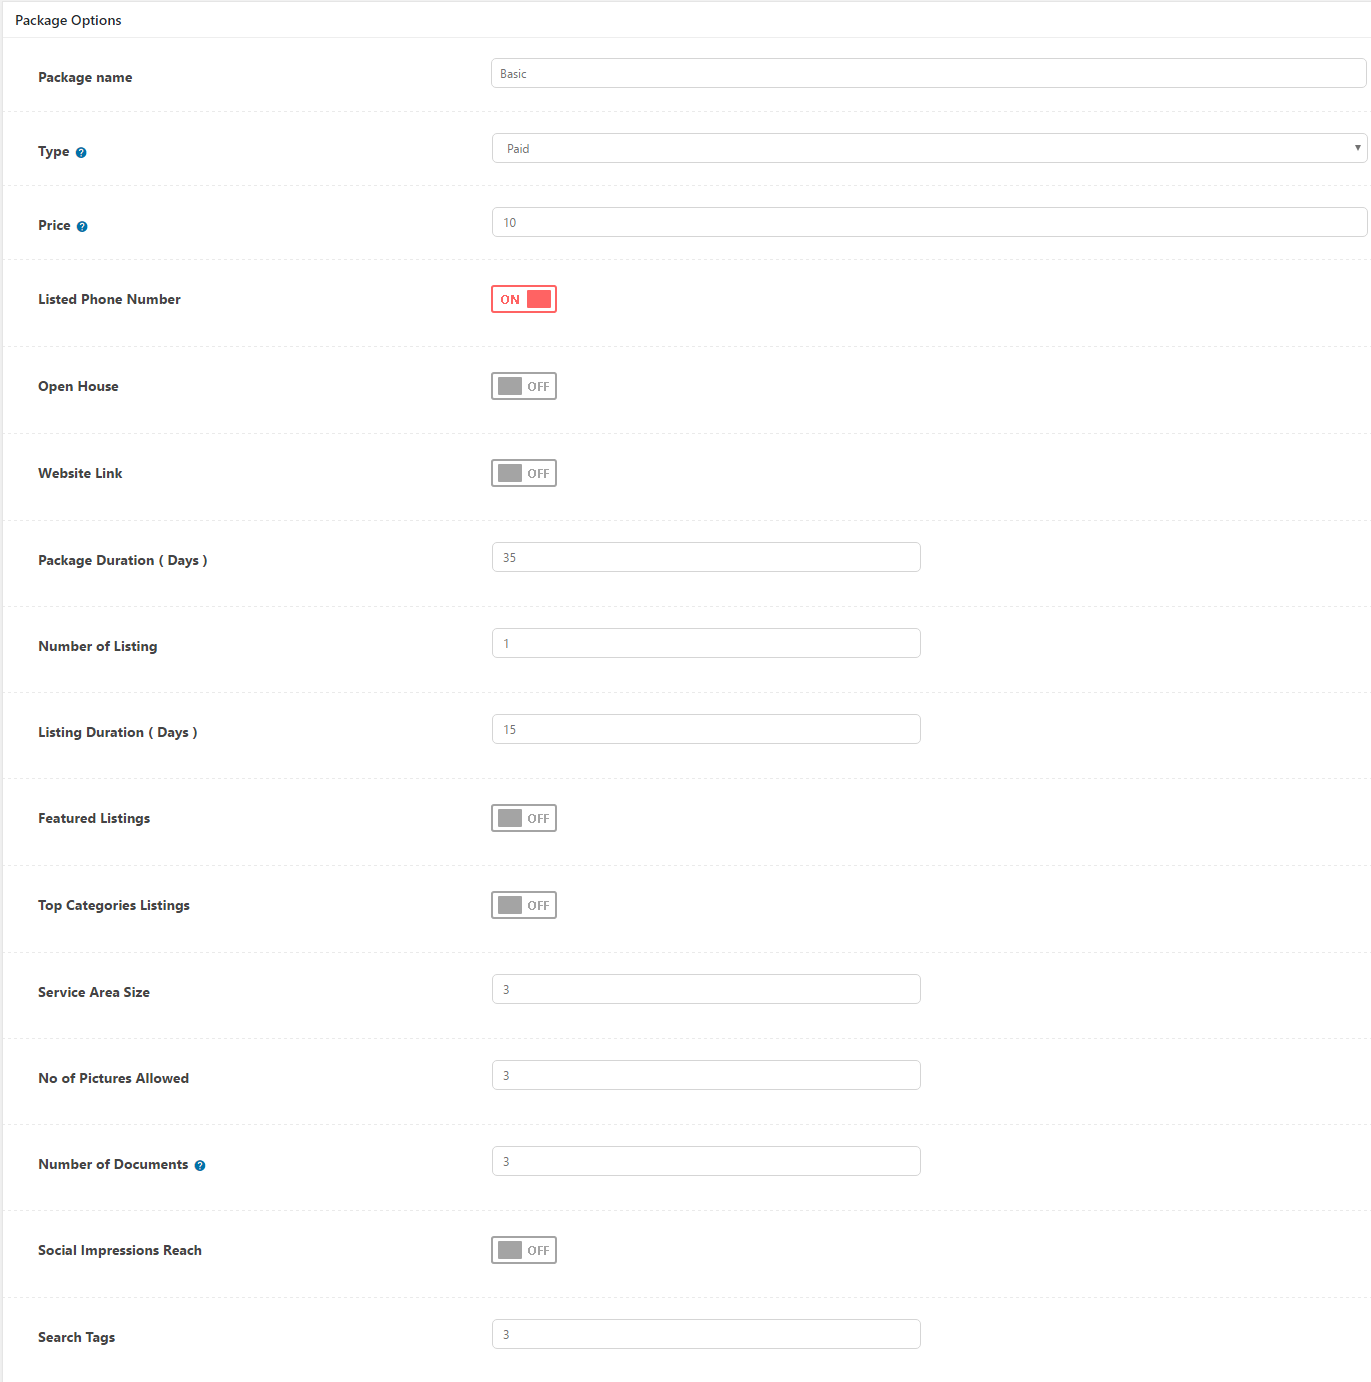 Package Options
Package name Basic
Type Paid
Price 10
Listed Phone Number ON
Open House OFF
Website Link OFF
Package Duration ( Days ) 35
Number of Listing 1
Listing Duration ( Days ) 15
Featured Listings OFF
Top Categories Listings OFF
Service Area Size 3
No of Pictures Allowed 3
Number of Documents 3
Social Impressions Reach OFF
Search Tags 3